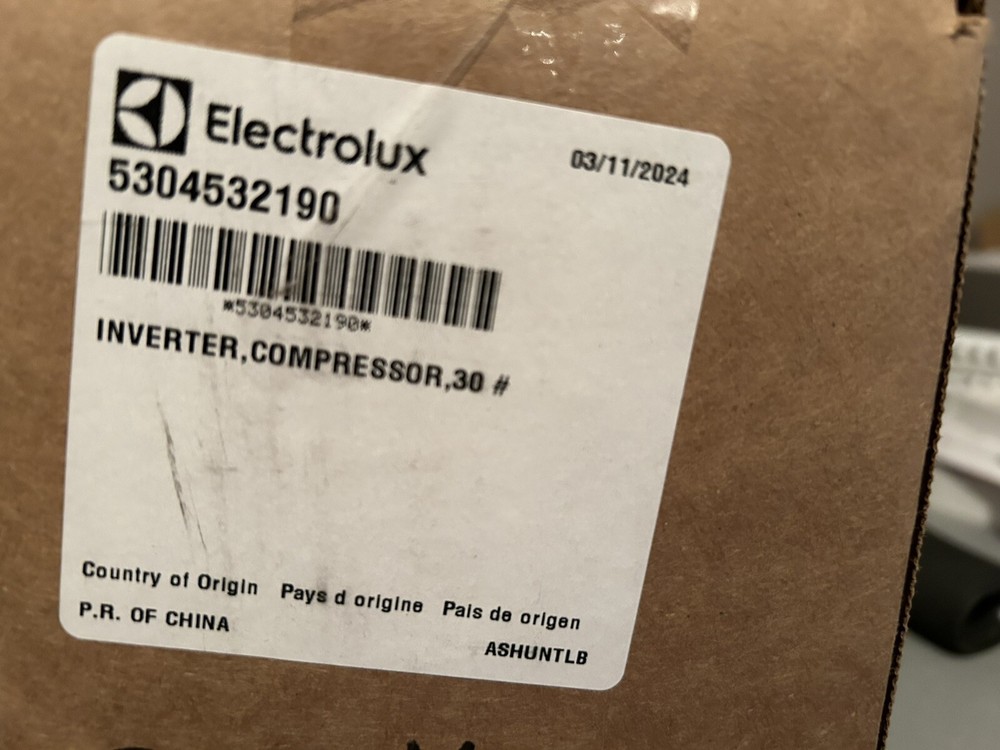 Electrolux
03/11/2024
5304532190
*5304532190*
INVERTER,COMPRESSOR,30 #
Country of Origin Pays d origine Pais de origen
P.R. OF CHINA
ASHUNTLB